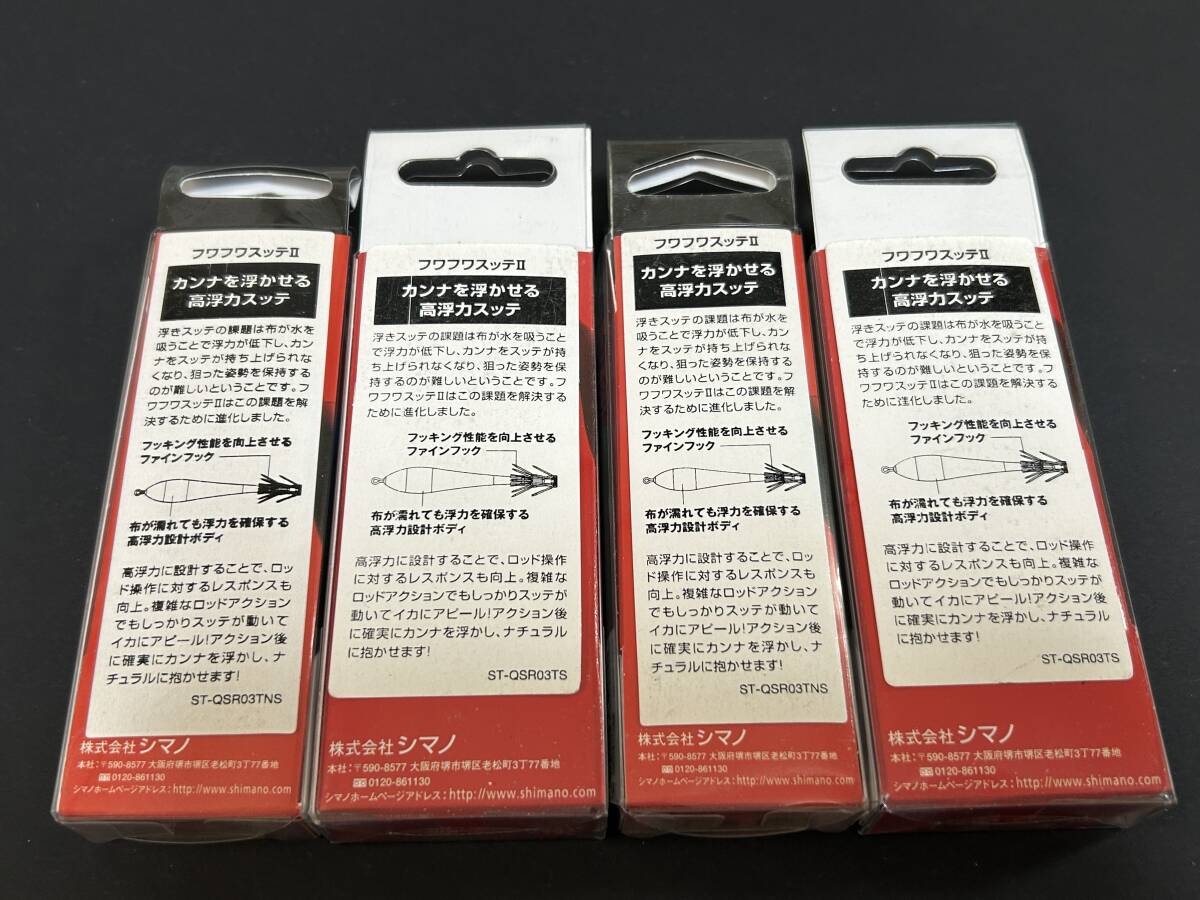 フワフワスッテⅡ
カンナを浮かせる
高浮力スッテ
浮きスッテの課題は布が水を
吸うことで浮力が低下し、カン
ナをスッテが持ち上げられな
くなり、狙った姿勢を保持する
のが難しいということです。フ
ワフワスッテⅡはこの課題を解
決するために進化しました。
フッキング性能を向上させる
ファインフック
布が濡れても浮力を確保する
高浮力設計ボディ
高浮力に設計することで、ロッ
ド操作に対するレスポンスも
向上。複雑なロッドアクション
でもしっかりスッテが動いて
イカにアピール!アクション後
に確実にカンナを浮かし、ナ
チュラルに抱かせます!
ST-QSR03TNS
株式会社シマノ
本社:〒590-8577 大阪府堺市堺区老松町3丁77番地
0120-861130
シマノホームページアドレス:http://www.shimano.com/
フワフワスッテⅡ
カンナを浮かせる
高浮力スッテ
浮きスッテの課題は布が水を吸うこと
で浮力が低下し、カンナをスッテが持
ち上げられなくなり、狙った姿勢を保
持するのが難しいということです。フ
ワフワスッテⅡはこの課題を解決する
ために進化しました。
フッキング性能を向上させる
ファインフック
布が濡れても浮力を確保する
高浮力設計ボディ
高浮力に設計することで、ロッド操作
に対するレスポンスも向上。複雑な
ロッドアクションでもしっかりスッテが
動いてイカにアピール!アクション後
に確実にカンナを浮かし、ナチュラル
に抱かせます!
ST-QSR03TS
株式会社シマノ
本社:〒590-8577 大阪府堺市堺区老松町3丁77番地
0120-861130
シマノホームページアドレス:http://www.shimano.com/
フワフワスッテⅡ
カンナを浮かせる
高浮力スッテ
浮きスッテの課題は布が水を
吸うことで浮力が低下し、カン
ナをスッテが持ち上げられな
くなり、狙った姿勢を保持する
のが難しいということです。フ
ワフワスッテⅡはこの課題を解
決するために進化しました。
フッキング性能を向上させる
ファインフック
布が濡れても浮力を確保する
高浮力設計ボディ
高浮力に設計することで、ロッ
ド操作に対するレスポンスも
向上。複雑なロッドアクション
でもしっかりスッテが動いて
イカにアピール!アクション後
に確実にカンナを浮かし、ナ
チュラルに抱かせます!
ST-QSR03TNS
株式会社シマノ
本社:〒590-8577 大阪府堺市堺区老松町3丁77番地
0120-861130
シマノホームページアドレス:http://www.shimano.com/
フワフワスッテⅡ
カンナを浮かせる
高浮力スッテ
浮きスッテの課題は布が水を吸うこと
で浮力が低下し、カンナをスッテが持
ち上げられなくなり、狙った姿勢を保
持するのが難しいということです。フ
ワフワスッテⅡはこの課題を解決する
ために進化しました。
フッキング性能を向上させる
ファインフック
布が濡れても浮力を確保する
高浮力設計ボディ
高浮力に設計することで、ロッド操作
に対するレスポンスも向上。複雑な
ロッドアクションでもしっかりスッテが
動いてイカにアピール!アクション後
に確実にカンナを浮かし、ナチュラル
に抱かせます!
ST-QSR03TS
株式会社シマノ
本社:〒590-8577 大阪府堺市堺区老松町3丁77番地
0120-861130
シマノホームページアドレス:http://www.shimano.com/